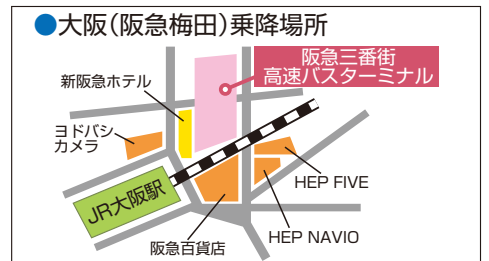 ●大阪（阪急梅田）乗降場所
阪急三番街
高速バスターミナル
新阪急ホテル
ヨドバシ
カメラ
JR大阪駅
HEP FIVE
HEP NAVIO
阪急百貨店